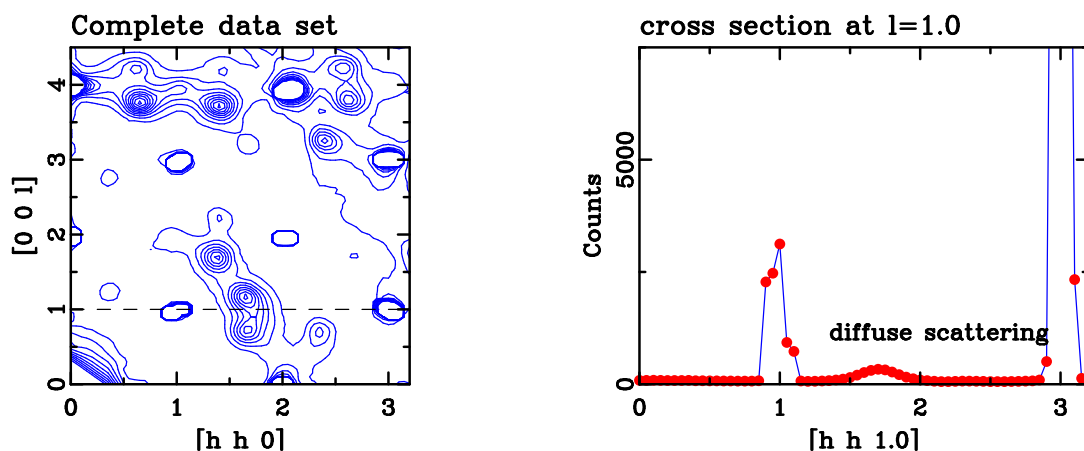 Complete data set
4
3
2
1
0
[0 0 l]
0 1 2 3
[h h 0]
cross section at l=1.0
5000
0
Counts
diffuse scattering
0 1 2 3
[h h 1.0]